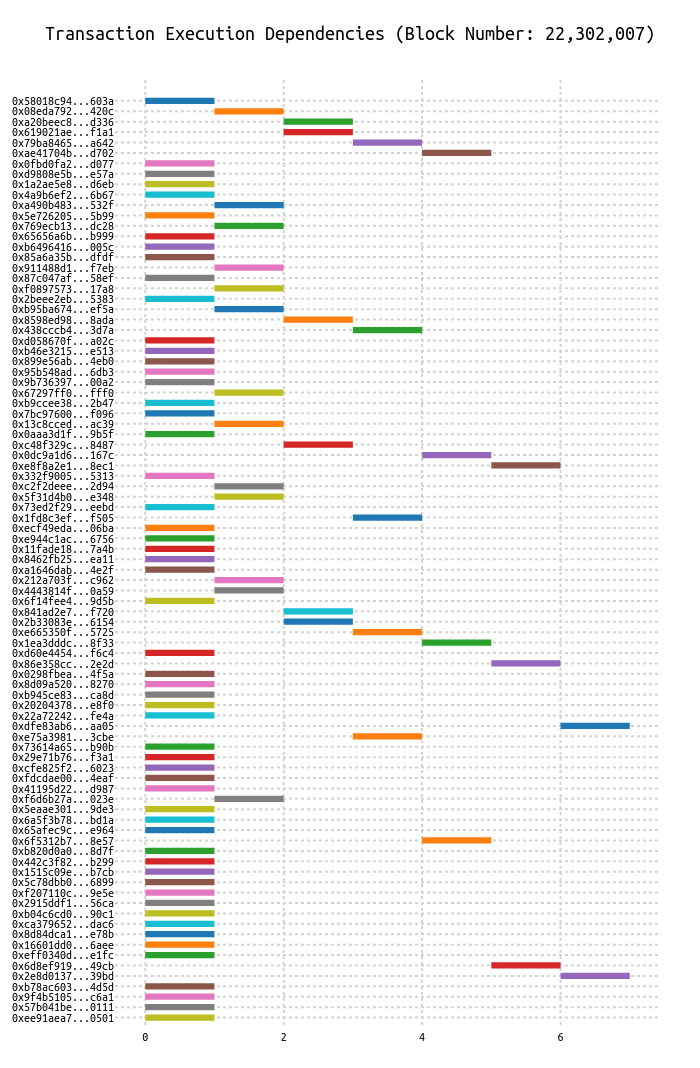 Transaction Execution Dependencies (Block Number: 22,302,007)
0x58018c94...603a
0x08eda792...420c
0xa20beec8...d336
0x619021ae...f1a1
0x79ba8465...a642
0xae41704b...d702
0x0fbd0fa2...d077
0xd9808e5b...e57a
0x1a2ae5e8...d6eb
0x4a9b6ef2...6b67
0xa490b483...532f
0x5e726205...5b99
0x769ecb13...dc28
0x65656a6b...b999
0xb6496416...005c
0x85a6a35b...dfdf
0x911488d1...f7eb
0x87c047af...58ef
0xf0897573...17a8
0x2beee2eb...5383
0xb95ba674...ef5a
0x8598ed98...8ada
0x438cccb4...3d7a
0xd058670f...a02c
0xb46e3215...e513
0x899e56ab...4eb0
0x95b548ad...6db3
0x9b736397...00a2
0x67297ff0...fff0
0xb9ccee38...2b47
0x7bc97600...f096
0x13c8cced...ac39
0x0aaa3d1f...9b5f
0xc48f329c...8487
0x0dc9a1d6...167c
0xe8f8a2e1...8ec1
0x332f9005...5313
0xc2f2deee...2d94
0x5f31d4b0...e348
0x73ed2f29...eebd
0x1fd8c3ef...f505
0xecf49eda...06ba
0xe944c1ac...6756
0x11fade18...7a4b
0x8462fb25...ea11
0xa1646dab...4e2f
0x212a703f...c962
0x4443814f...0a59
0x6f14fee4...9d5b
0x841ad2e7...f720
0x2b33083e...6154
0xe665350f...5725
0x1ea3dddc...8f33
0xd60e4454...f6c4
0x86e358cc...2e2d
0x0298fbea...4f5a
0x8d09a520...8270
0xb945ce83...ca8d
0x20204378...e8f0
0x22a72242...fe4a
0xdfe83ab6...aa05
0xe75a3981...3cbe
0x73614a65...b90b
0x29e71b76...f3a1
0xcfe825f2...6023
0xfdcdae00...4eaf
0x41195d22...d987
0xf6d6b27a...023e
0x5eaae301...9de3
0x6a5f3b78...bd1a
0x65afec9c...e964
0x6f5312b7...8e57
0xb820d0a0...8d7f
0x442c3f82...b299
0x1515c09e...b7cb
0x5c78dbb0...6899
0xf207110c...9e5e
0x2915ddf1...56ca
0xb04c6cd0...90c1
0xca379652...dac6
0x8d84dca1...e78b
0x16601dd0...6aee
0xeff0340d...e1fc
0x6d8ef919...49cb
0x2e8d0137...39bd
0xb78ac603...4d5d
0x9f4b5105...c6a1
0x57b041be...0111
0xee91aea7...0501
0 2 4 6